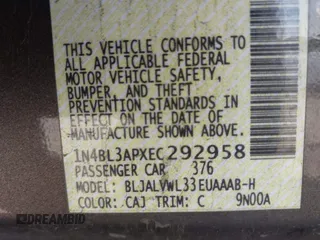 THIS VEHICLE CONFORMS TO
ALL APPLICABLE FEDERAL
MOTOR VEHICLE SAFETY,
BUMPER, AND THEFT
PREVENTION STANDARDS IN
EFFECT ON THE DATE OF
MANUFACTURE SHOWN ABOVE.
1N4BL3APXEC292958
PASSENGER CAR 376
MODEL: BLJALVWL33EUAAAB-H
COLOR: CAJ TRIM: C 9N00A
DREAMBID